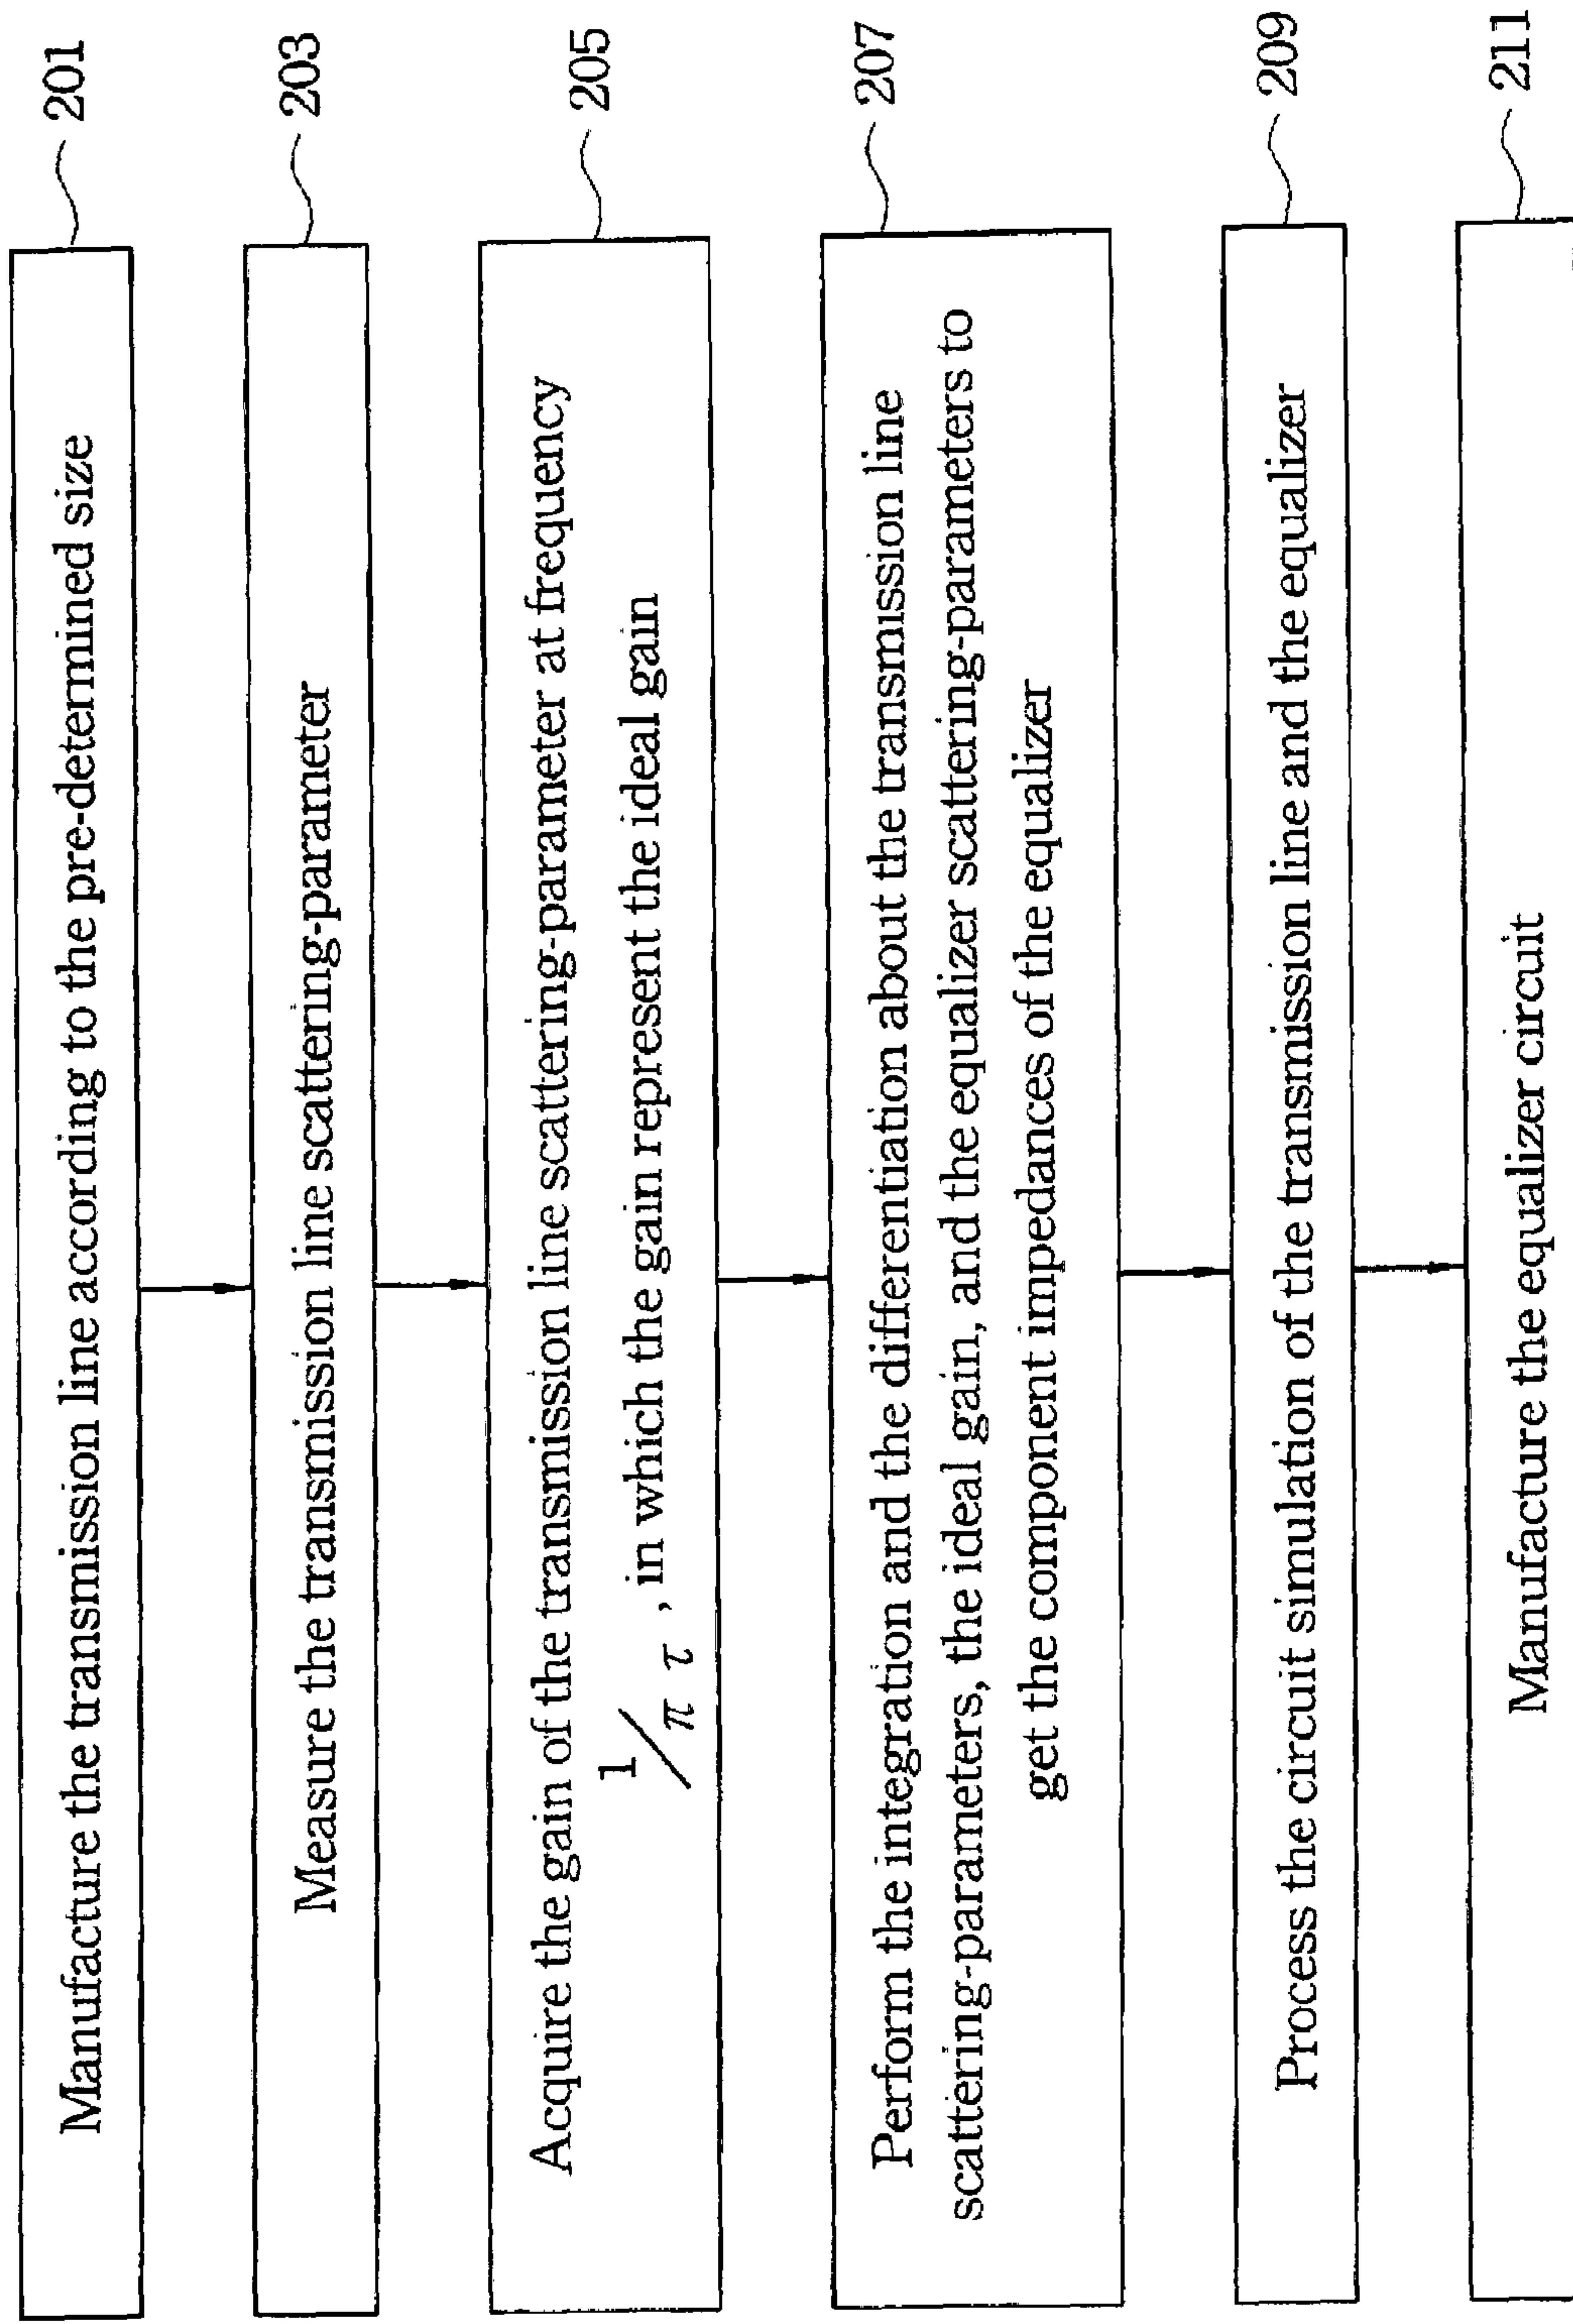 Manufacture the transmission line according to the pre-determined size
201
Measure the transmission line scattering-parameter
203
Acquire the gain of the transmission line scattering-parameter at frequency
1/π τ , in which the gain represent the ideal gain
205
Perform the integration and the differentiation about the transmission line
scattering-parameters, the ideal gain, and the equalizer scattering-parameters to
get the component impedances of the equalizer
207
Process the circuit simulation of the transmission line and the equalizer
209
Manufacture the equalizer circuit
211